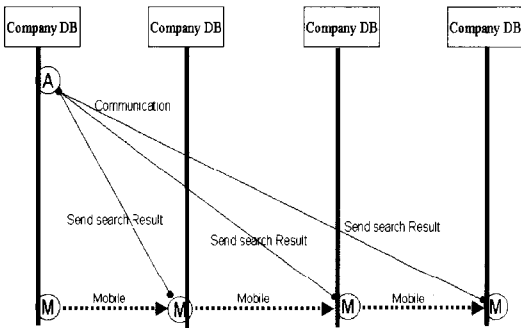 Company DB
Company DB
Company DB
Company DB
A
Communication
Send search Result
Send search Result
Send search Result
Mobile
Mobile
Mobile
M
M
M
M